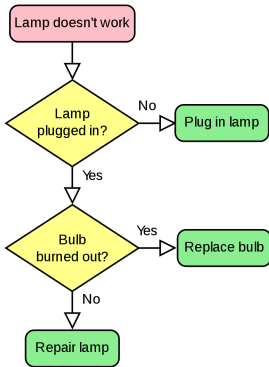 Lamp doesn't work
Lamp
plugged in?
No
Plug in lamp
Yes
Bulb
burned out?
Yes
Replace bulb
No
Repair lamp